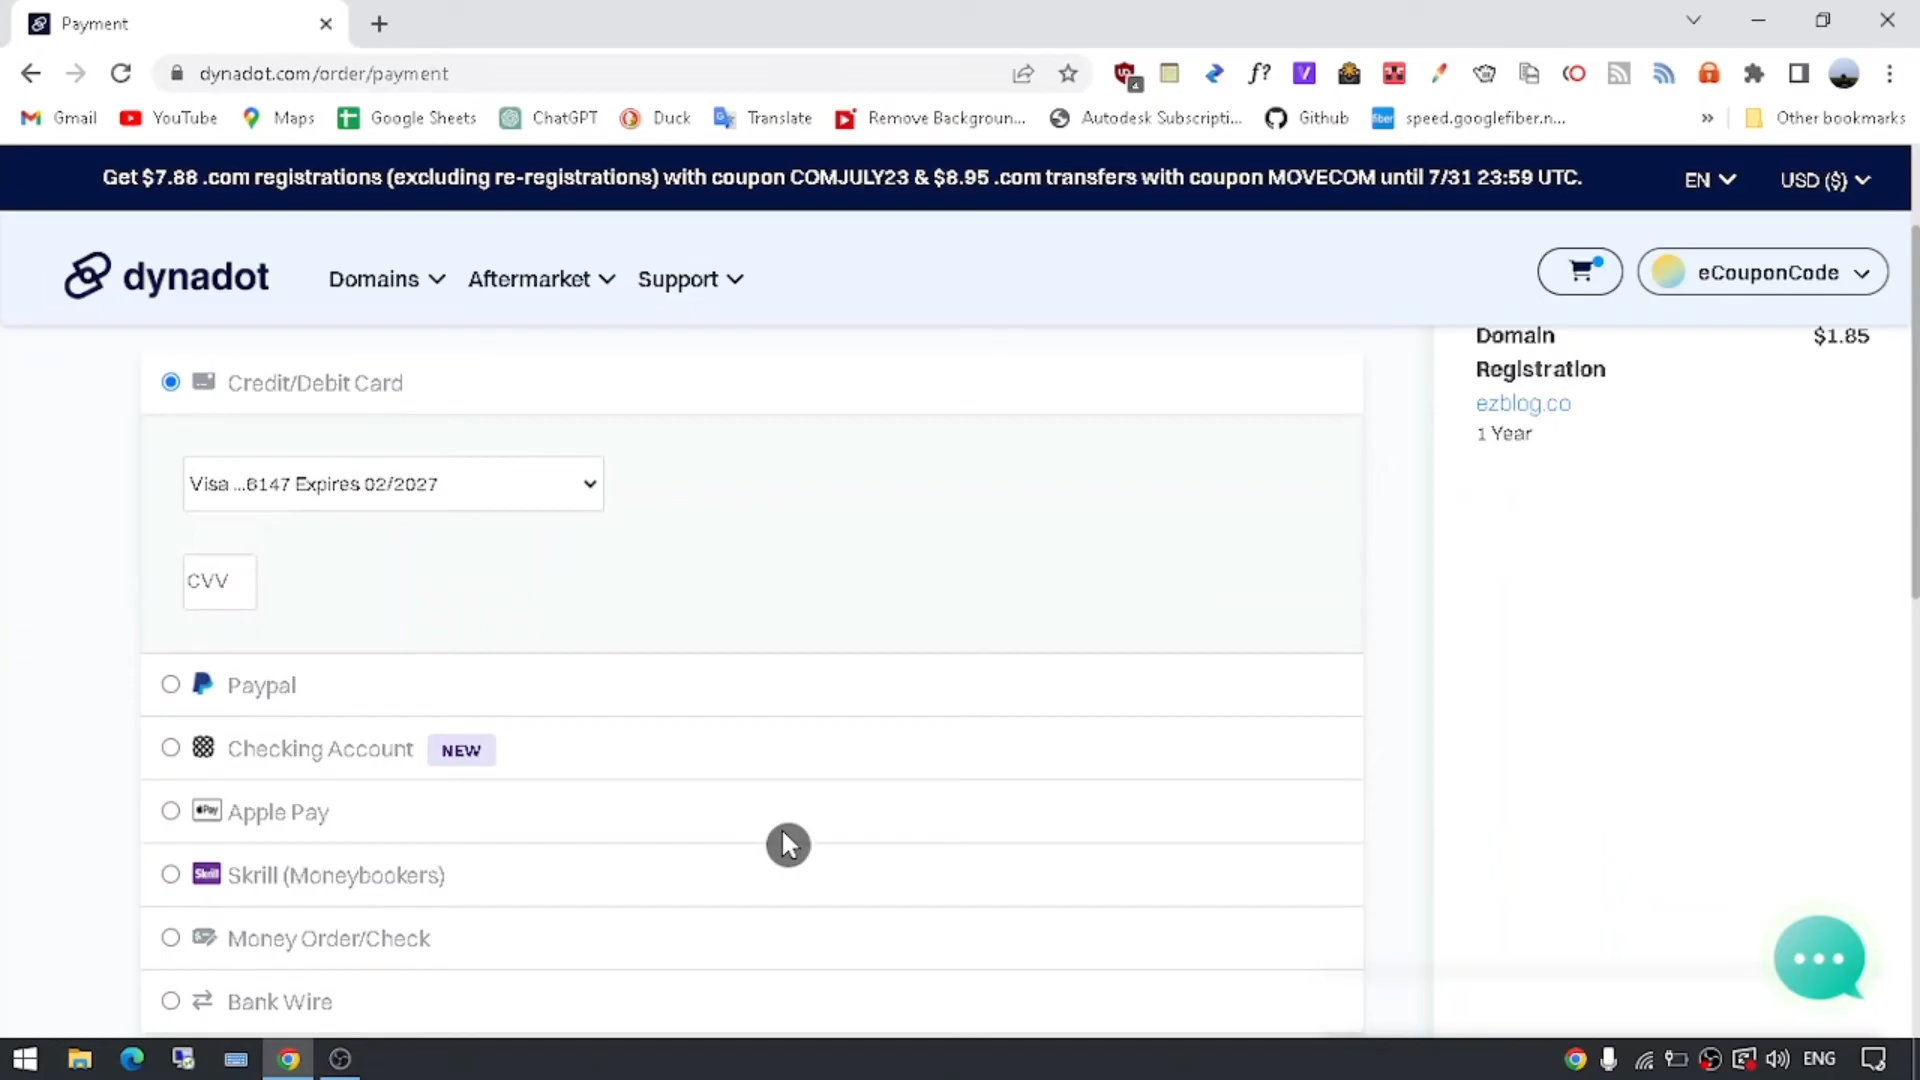 Payment
dynadot.com/order/payment
Gmail YouTube Maps Google Sheets ChatGPT Duck Translate Remove Backgroun... Autodesk Subscripti... Github speed.googlefiber.n... » Other bookmarks
Get $7.88 .com registrations (excluding re-registrations) with coupon COMJULY23 & $8.95 .com transfers with coupon MOVECOM until 7/31 23:59 UTC.
EN USD ($)
dynadot Domains Aftermarket Support eCouponCode
Credit/Debit Card
Visa ...6147 Expires 02/2027
CVV
Paypal
Checking Account NEW
Apple Pay
Skrill (Moneybookers)
Money Order/Check
Bank Wire
Domain $1.85
Registration
ezblog.co
1 Year
ENG